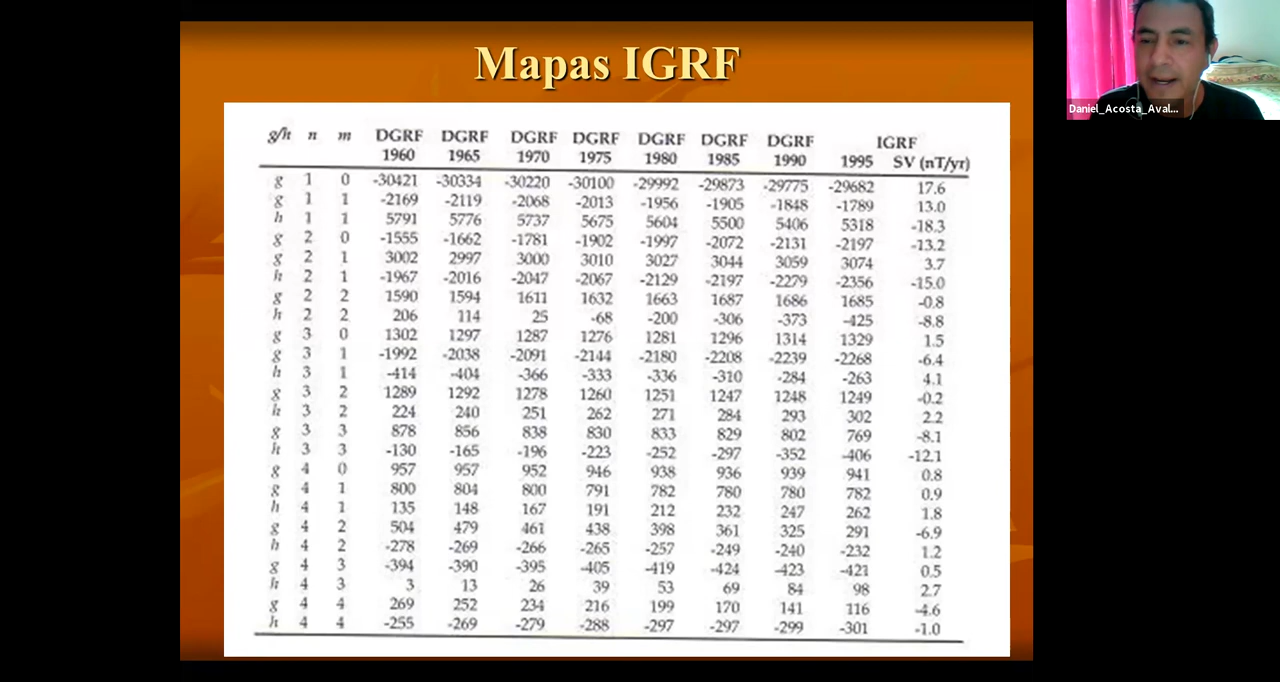 Mapas IGRF
Daniel_Acosta_Aval...
g/h n m DGRF DGRF DGRF DGRF DGRF DGRF DGRF IGRF
1960 1965 1970 1975 1980 1985 1990 1995 SV (nT/yr)
g 1 0 -30421 -30334 -30220 -30100 -29992 -29873 -29775 -29682 17.6
g 1 1 -2169 -2119 -2068 -2013 -1956 -1905 -1848 -1789 13.0
h 1 1 5791 5776 5737 5675 5604 5500 5406 5318 -18.3
g 2 0 -1555 -1662 -1781 -1902 -1997 -2072 -2131 -2197 -13.2
g 2 1 3002 2997 3000 3010 3027 3044 3059 3074 3.7
h 2 1 -1967 -2016 -2047 -2067 -2129 -2197 -2279 -2356 -15.0
g 2 2 1590 1594 1611 1632 1663 1687 1686 1685 -0.8
h 2 2 206 114 25 -68 -200 -306 -373 -425 -8.8
g 3 0 1302 1297 1287 1276 1281 1296 1314 1329 1.5
g 3 1 -1992 -2038 -2091 -2144 -2180 -2208 -2239 -2268 -6.4
h 3 1 -414 -404 -366 -333 -336 -310 -284 -263 4.1
g 3 2 1289 1292 1278 1260 1251 1247 1248 1249 -0.2
h 3 2 224 240 251 262 271 284 293 302 2.2
g 3 3 878 856 838 830 833 829 802 769 -8.1
h 3 3 -130 -165 -196 -223 -252 -297 -352 -406 -12.1
g 4 0 957 957 952 946 938 936 939 941 0.8
g 4 1 800 804 800 791 782 780 780 782 0.9
h 4 1 135 148 167 191 212 232 247 262 1.8
g 4 2 504 479 461 438 398 361 325 291 -6.9
h 4 2 -278 -269 -266 -265 -257 -249 -240 -232 1.2
g 4 3 -394 -390 -395 -405 -419 -424 -423 -421 0.5
h 4 3 3 13 26 39 53 69 84 98 2.7
g 4 4 269 252 234 216 199 170 141 116 -4.6
h 4 4 -255 -269 -279 -288 -297 -297 -299 -301 -1.0